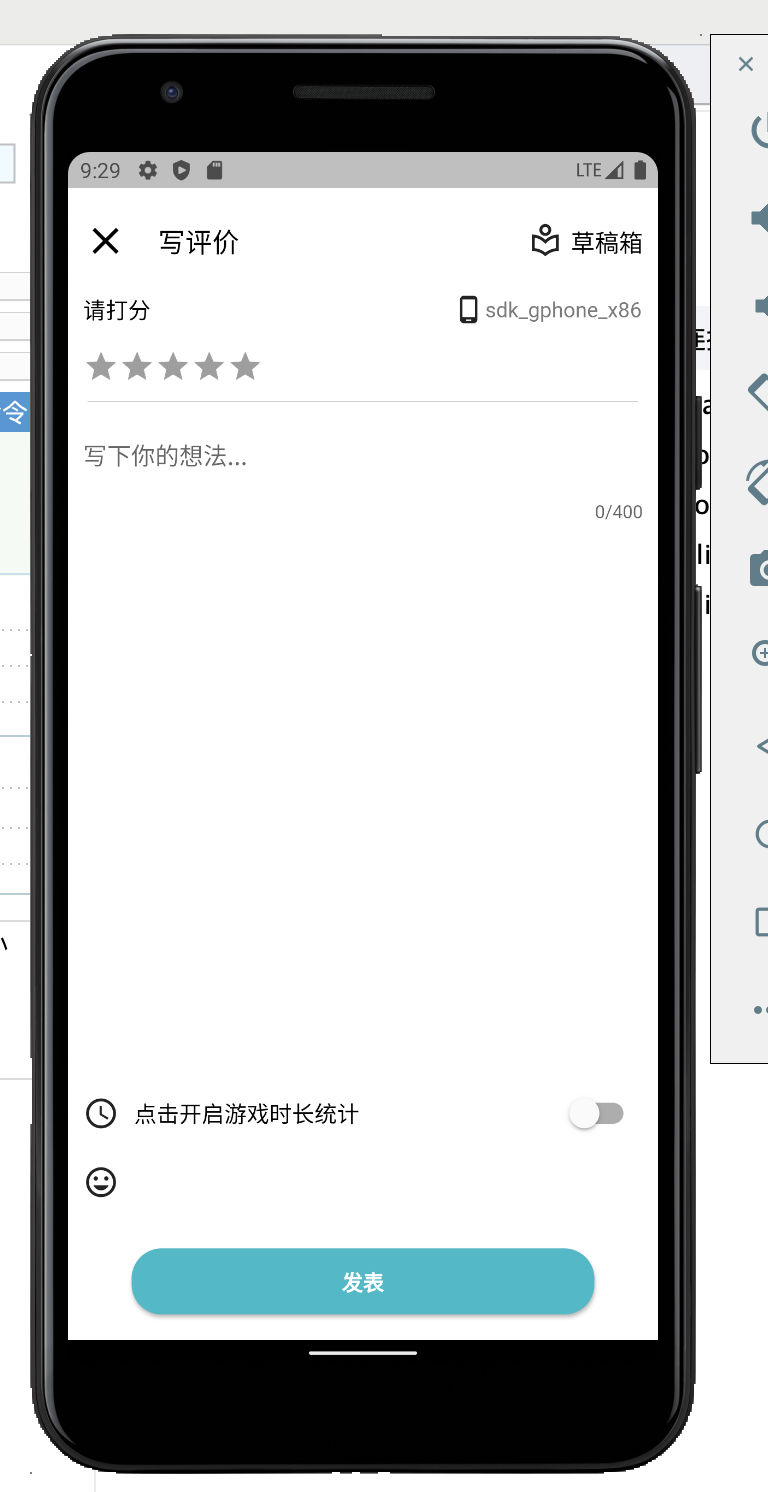 9:29 LTE
写评价 草稿箱
请打分 sdk_gphone_x86
写下你的想法...
0/400
点击开启游戏时长统计
发表
令